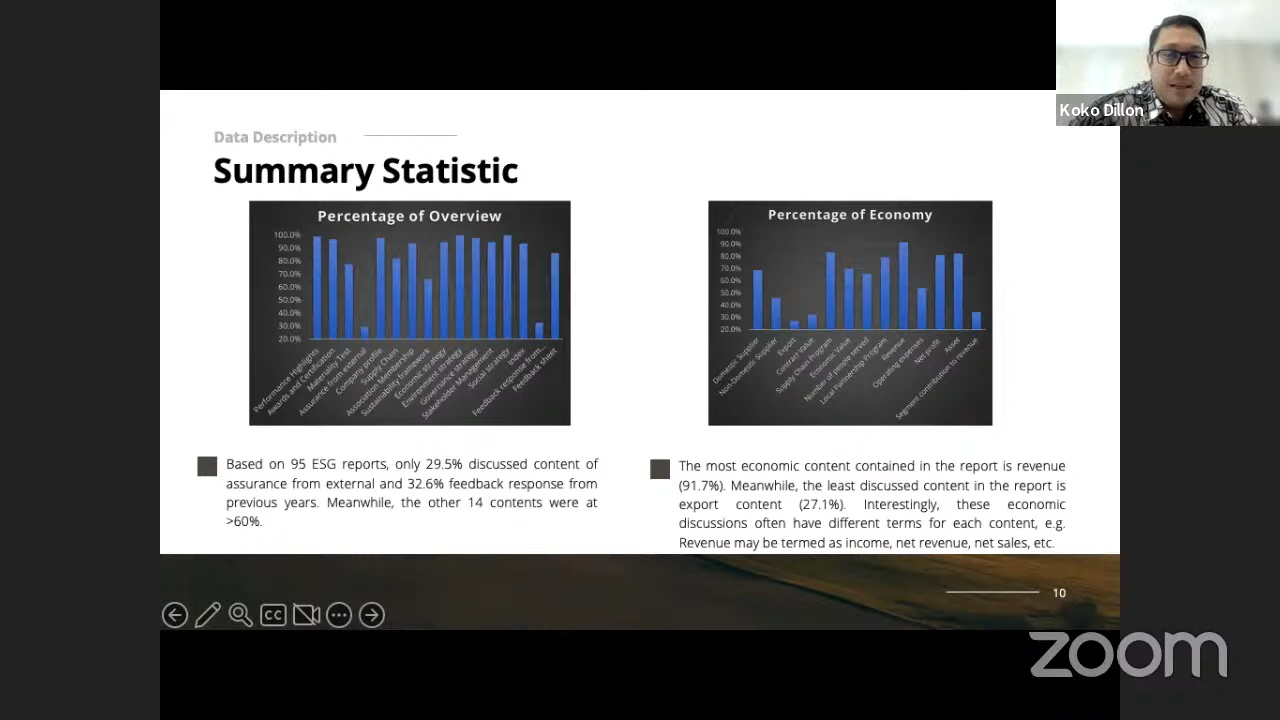 Koko Dillon
Data Description
Summary Statistic
Percentage of Overview
100.0%
90.0%
80.0%
70.0%
60.0%
50.0%
40.0%
30.0%
20.0%
Performance Highlights
Awards and Certification
Materiality Test
Assurance from external
Company profile
Supply Chain
Association Membership
Sustainability framework
Economic strategy
Environment strategy
Governance strategy
Stakeholder Management
Social strategy
Index
Feedback response from...
Feedback sheet
Based on 95 ESG reports, only 29.5% discussed content of
assurance from external and 32.6% feedback response from
previous years. Meanwhile, the other 14 contents were at
>60%.
Percentage of Economy
100.0%
90.0%
80.0%
70.0%
60.0%
50.0%
40.0%
30.0%
20.0%
Domestic Supplier
Non-Domestic Supplier
Export
Contract Value
Supply Chain Program
Economic Value
Number of people served
Local Partnership Program
Revenue
Operating expenses
Net profit
Asset
Segment contribution to revenue
The most economic content contained in the report is revenue
(91.7%). Meanwhile, the least discussed content in the report is
export content (27.1%). Interestingly, these economic
discussions often have different terms for each content, e.g.
Revenue may be termed as income, net revenue, net sales, etc.
10
CC
zoom